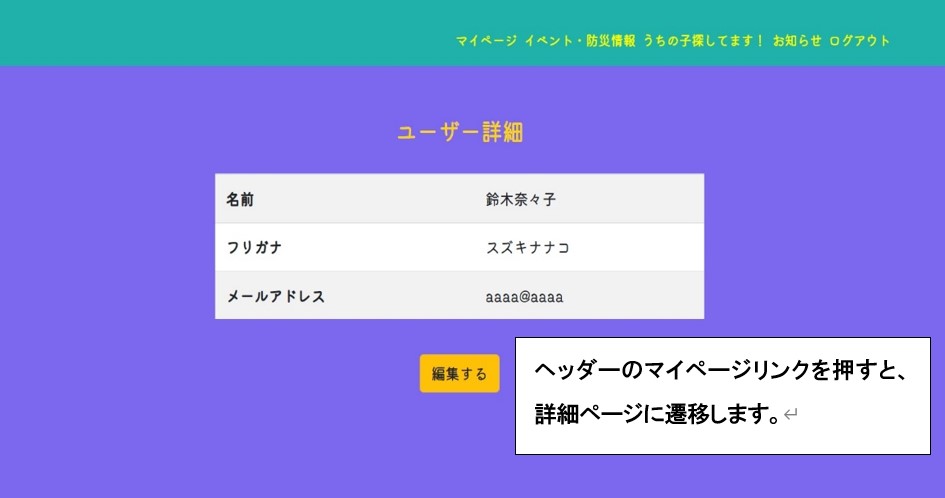 マイページ イベント・防災情報 うちの子探してます！ お知らせ ログアウト
ユーザー詳細
名前 鈴木奈々子
フリガナ スズキナナコ
メールアドレス aaaa@aaaa
編集する
ヘッダーのマイページリンクを押すと、
詳細ページに遷移します。↵